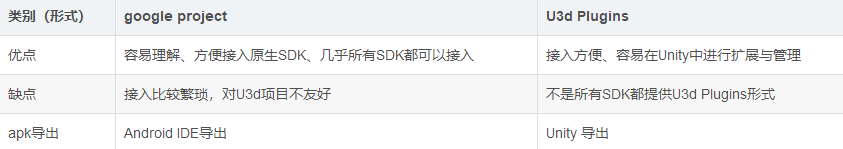 类别（形式） google project U3d Plugins
优点 容易理解、方便接入原生SDK、几乎所有SDK都可以接入 接入方便、容易在Unity中进行扩展与管理
缺点 接入比较繁琐，对U3d项目不友好 不是所有SDK都提供U3d Plugins形式
apk导出 Android IDE导出 Unity 导出